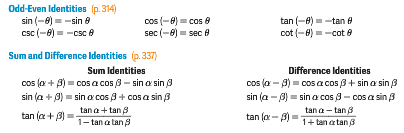 Odd-Even Identities (p. 314)
sin (−θ) = −sin θ cos (−θ) = cos θ tan (−θ) = −tan θ
csc (−θ) = −csc θ sec (−θ) = sec θ cot (−θ) = −cot θ
Sum and Difference Identities (p. 337)
Sum Identities Difference Identities
cos (α + β) = cos α cos β − sin α sin β cos (α − β) = cos α cos β + sin α sin β
sin (α + β) = sin α cos β + cos α sin β sin (α − β) = sin α cos β − cos α sin β
tan (α + β) = (tan α + tan β)/(1 − tan α tan β) tan (α − β) = (tan α − tan β)/(1 + tan α tan β)